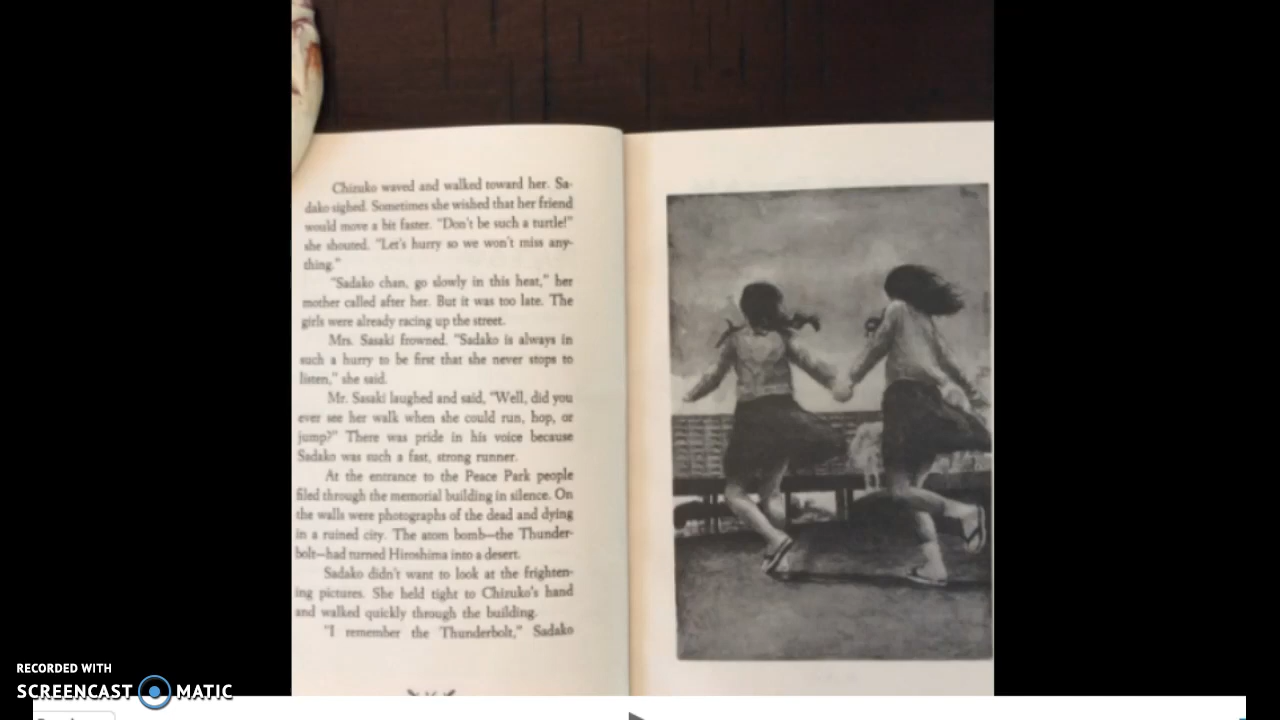 Chizuko waved and walked toward her. Sa-
dako sighed. Sometimes she wished that her friend
would move a bit faster. "Don't be such a turtle!"
she shouted. "Let's hurry so we won't miss any-
thing."
"Sadako chan, go slowly in this heat," her
mother called after her. But it was too late. The
girls were already racing up the street.
Mrs. Sasaki frowned. "Sadako is always in
such a hurry to be first that she never stops to
listen," she said.
Mr. Sasaki laughed and said, "Well, did you
ever see her walk when she could run, hop, or
jump?" There was pride in his voice because
Sadako was such a fast, strong runner.
At the entrance to the Peace Park people
filed through the memorial building in silence. On
the walls were photographs of the dead and dying
in a ruined city. The atom bomb—the Thunder-
bolt—had turned Hiroshima into a desert.
Sadako didn't want to look at the frighten-
ing pictures. She held tight to Chizuko's hand
and walked quickly through the building.
"I remember the Thunderbolt," Sadako
RECORDED WITH
SCREENCAST MATIC